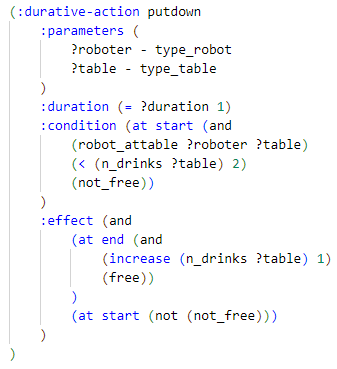 (:durative-action putdown
    :parameters (
        ?roboter - type_robot
        ?table - type_table
    )
    :duration (= ?duration 1)
    :condition (at start (and
        (robot_attable ?roboter ?table)
        (< (n_drinks ?table) 2)
        (not_free))
    )
    :effect (and
        (at end (and
            (increase (n_drinks ?table) 1)
            (free))
        )
        (at start (not (not_free)))
    )
)